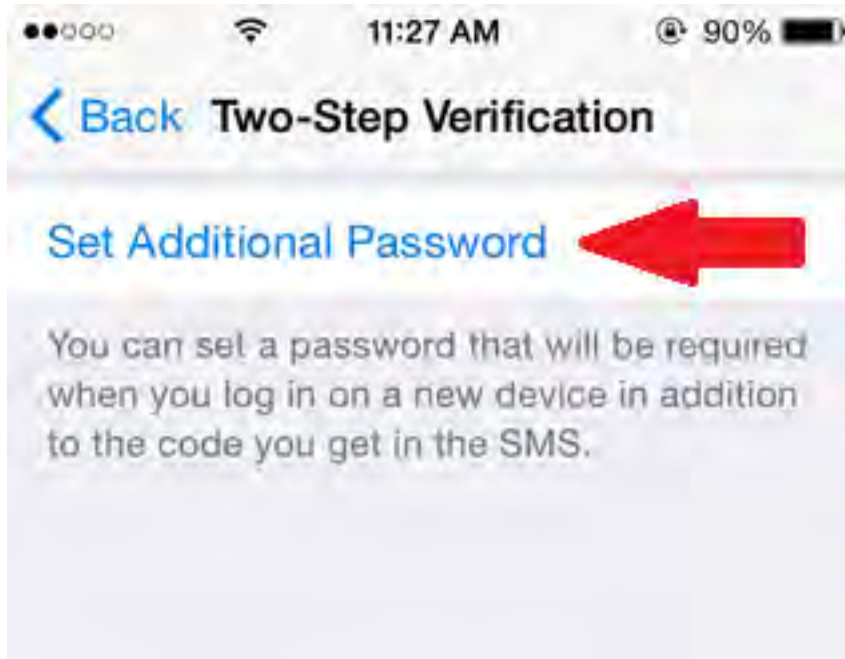 11:27 AM 90%
Back Two-Step Verification
Set Additional Password
You can set a password that will be required
when you log in on a new device in addition
to the code you get in the SMS.